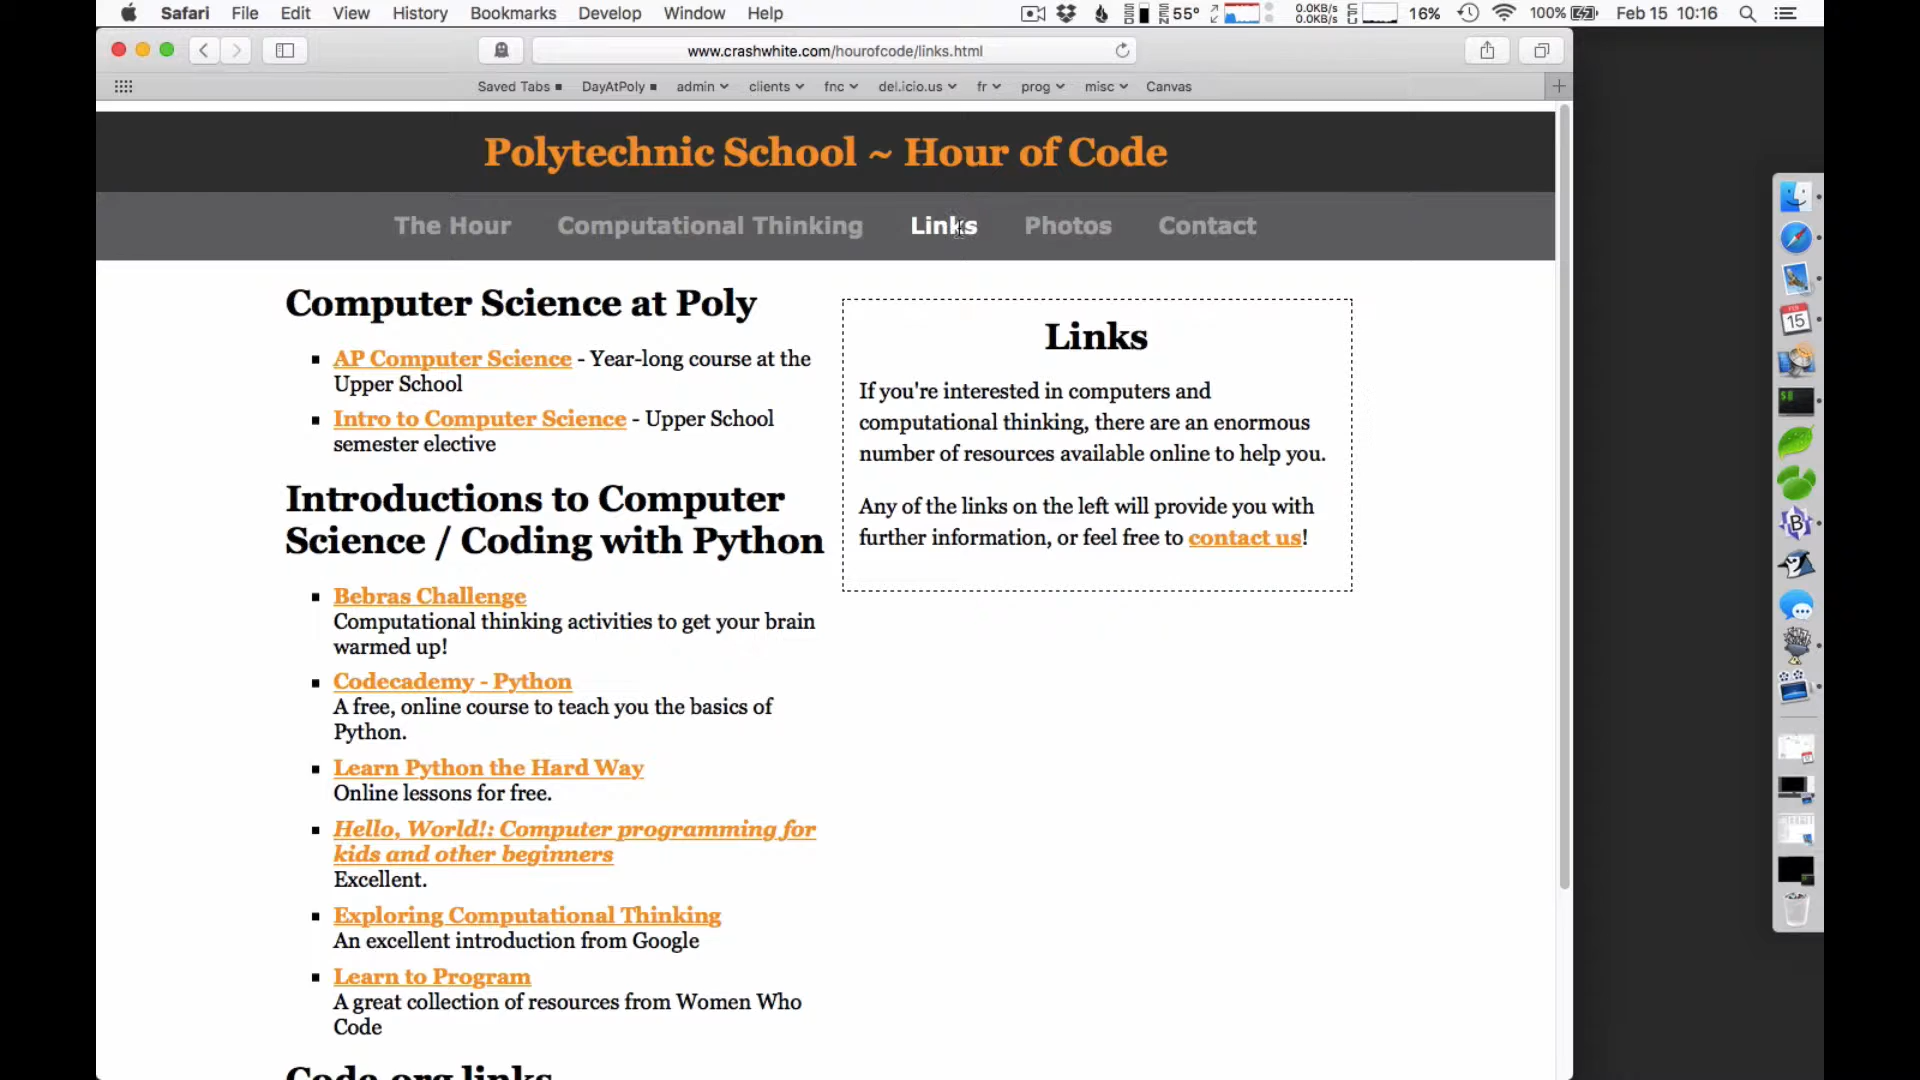 Safari File Edit View History Bookmarks Develop Window Help 55° 0.0KB/s 0.0KB/s 16% 100% Feb 15 10:16
www.crashwhite.com/hourofcode/links.html
Saved Tabs DayAtPoly admin clients fnc del.icio.us fr prog misc Canvas
Polytechnic School ~ Hour of Code
The Hour Computational Thinking Links Photos Contact
Computer Science at Poly
AP Computer Science - Year-long course at the
Upper School
Intro to Computer Science - Upper School
semester elective
Introductions to Computer
Science / Coding with Python
Bebras Challenge
Computational thinking activities to get your brain
warmed up!
Codecademy - Python
A free, online course to teach you the basics of
Python.
Learn Python the Hard Way
Online lessons for free.
Hello, World!: Computer programming for
kids and other beginners
Excellent.
Exploring Computational Thinking
An excellent introduction from Google
Learn to Program
A great collection of resources from Women Who
Code
Code.org links
Links
If you're interested in computers and
computational thinking, there are an enormous
number of resources available online to help you.
Any of the links on the left will provide you with
further information, or feel free to contact us!
15